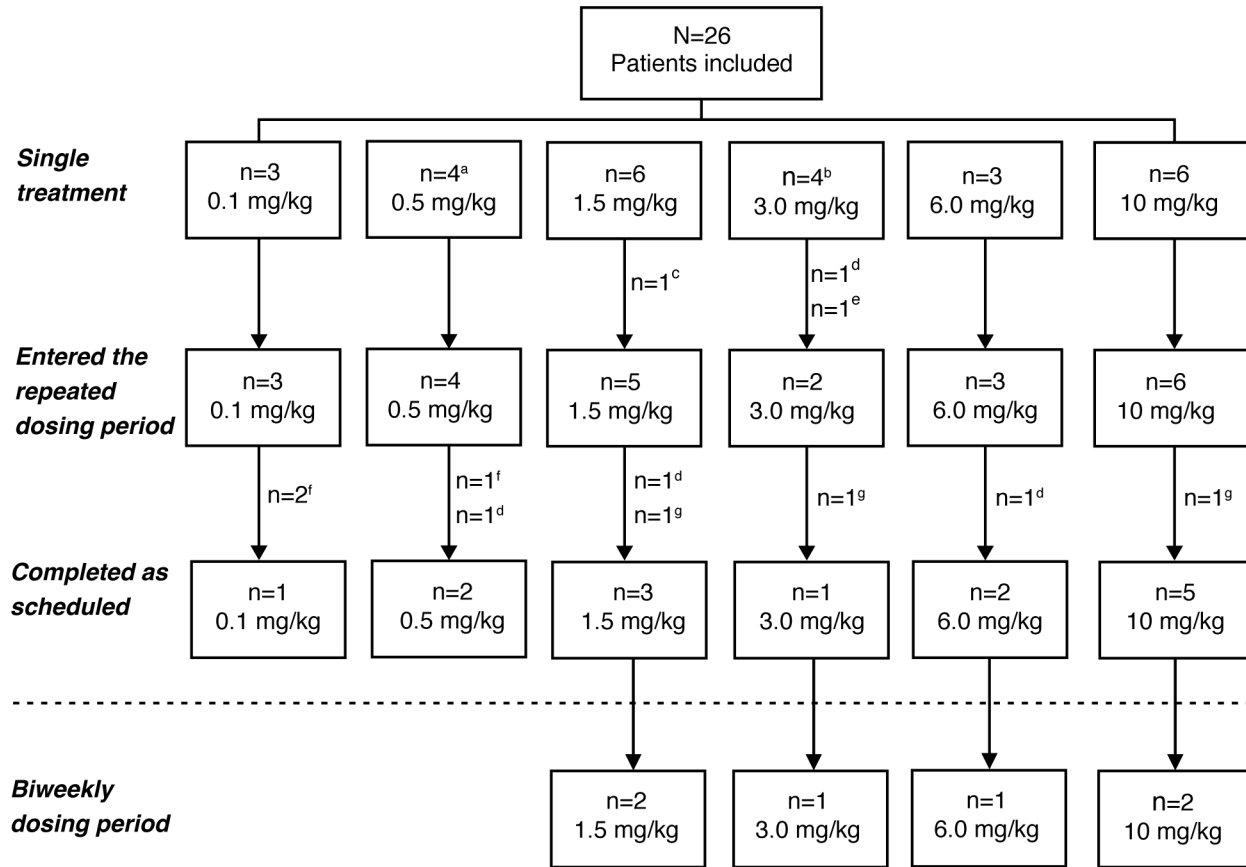 N=26
Patients included
Single
treatment
n=3
0.1 mg/kg
n=4ᵃ
0.5 mg/kg
n=6
1.5 mg/kg
n=4ᵇ
3.0 mg/kg
n=3
6.0 mg/kg
n=6
10 mg/kg
n=1ᶜ
n=1ᵈ
n=1ᵉ
Entered the
repeated
dosing period
n=3
0.1 mg/kg
n=4
0.5 mg/kg
n=5
1.5 mg/kg
n=2
3.0 mg/kg
n=3
6.0 mg/kg
n=6
10 mg/kg
n=2ᶠ
n=1ᶠ
n=1ᵈ
n=1ᵈ
n=1ᵍ
n=1ᵍ
n=1ᵈ
n=1ᵍ
Completed as
scheduled
n=1
0.1 mg/kg
n=2
0.5 mg/kg
n=3
1.5 mg/kg
n=1
3.0 mg/kg
n=2
6.0 mg/kg
n=5
10 mg/kg
Biweekly
dosing period
n=2
1.5 mg/kg
n=1
3.0 mg/kg
n=1
6.0 mg/kg
n=2
10 mg/kg